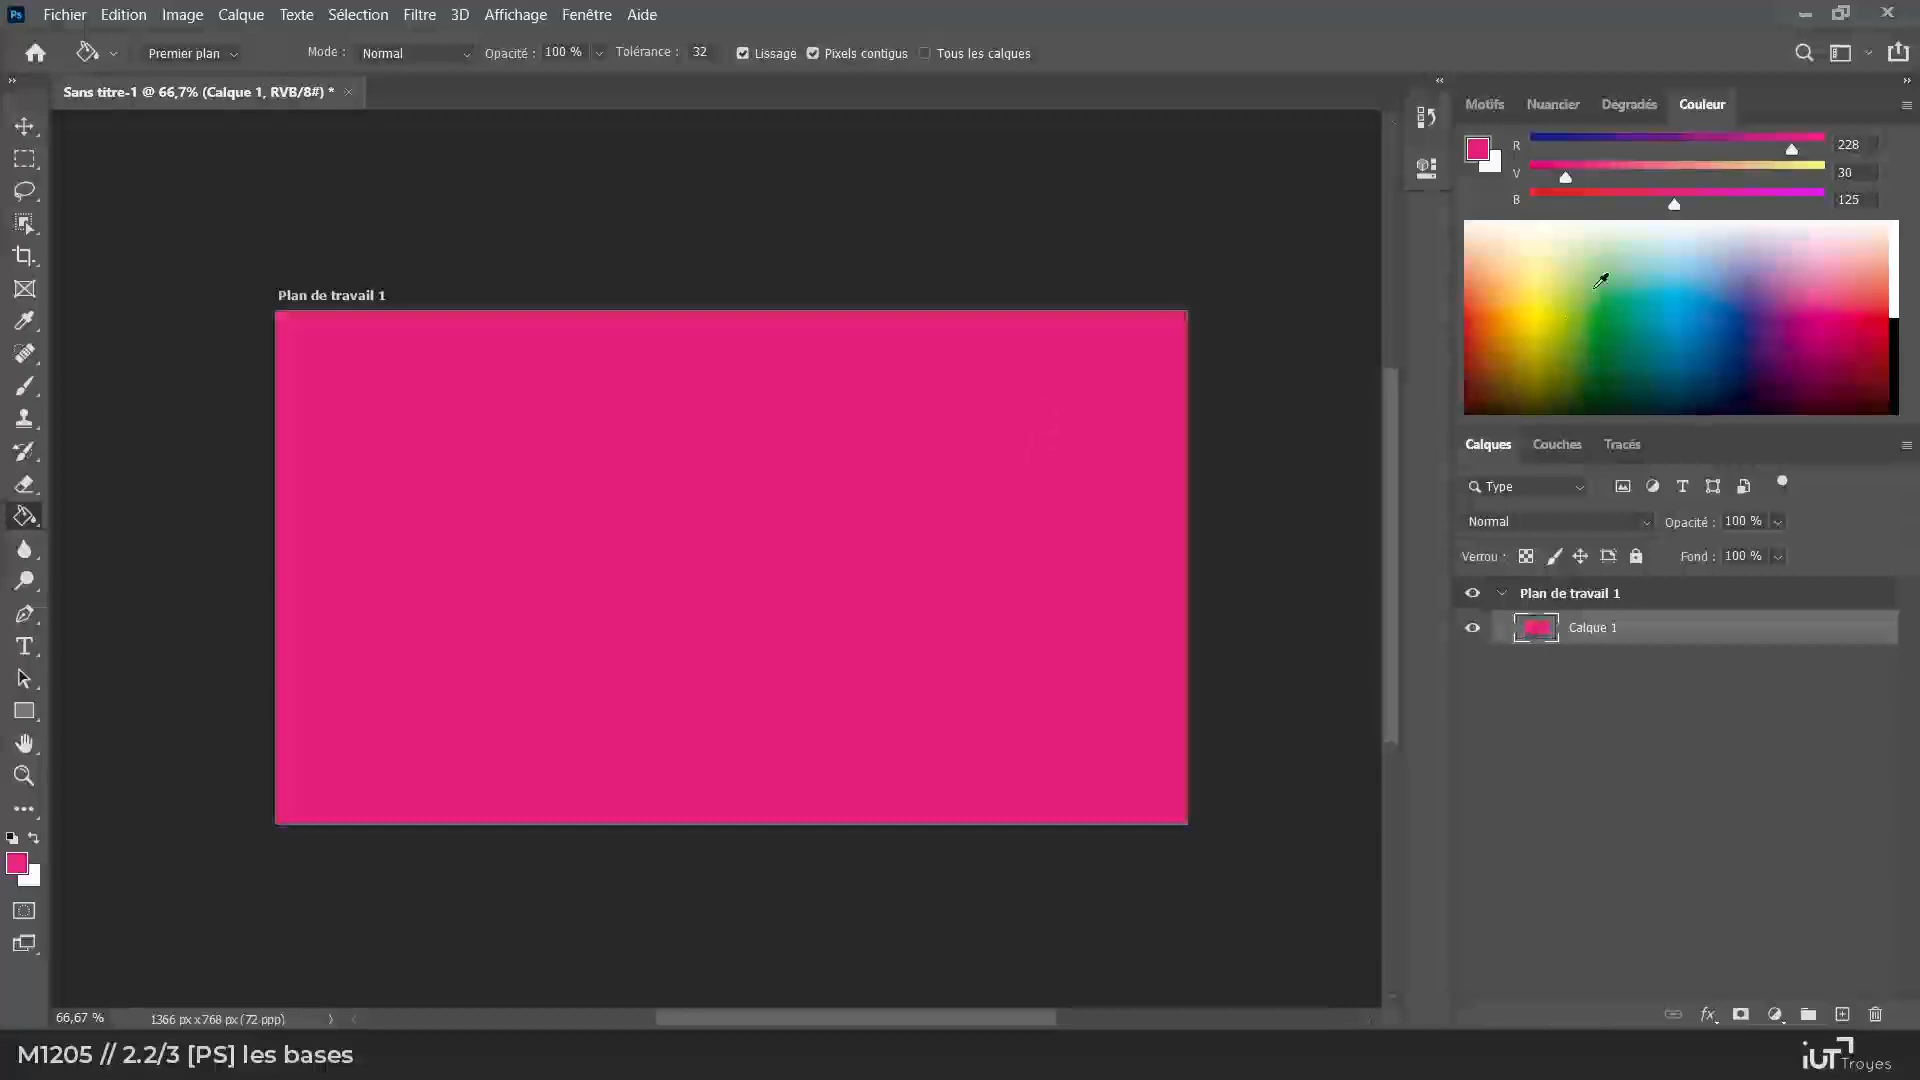 Ps Fichier Edition Image Calque Texte Sélection Filtre 3D Affichage Fenêtre Aide
Premier plan Mode : Normal Opacité : 100 % Tolérance : 32 Lissage Pixels contigus Tous les calques
Sans titre-1 @ 66,7% (Calque 1, RVB/8#) * ×
Motifs Nuancier Dégradés Couleur
R 228
V 30
B 125
Plan de travail 1
Calques Couches Tracés
Type
Normal Opacité : 100 %
Verrou : Fond : 100 %
Plan de travail 1
Calque 1
66,67 % 1366 px x 768 px (72 ppp)
fx
M1205 // 2.2/3 [PS] les bases
iUT Troyes